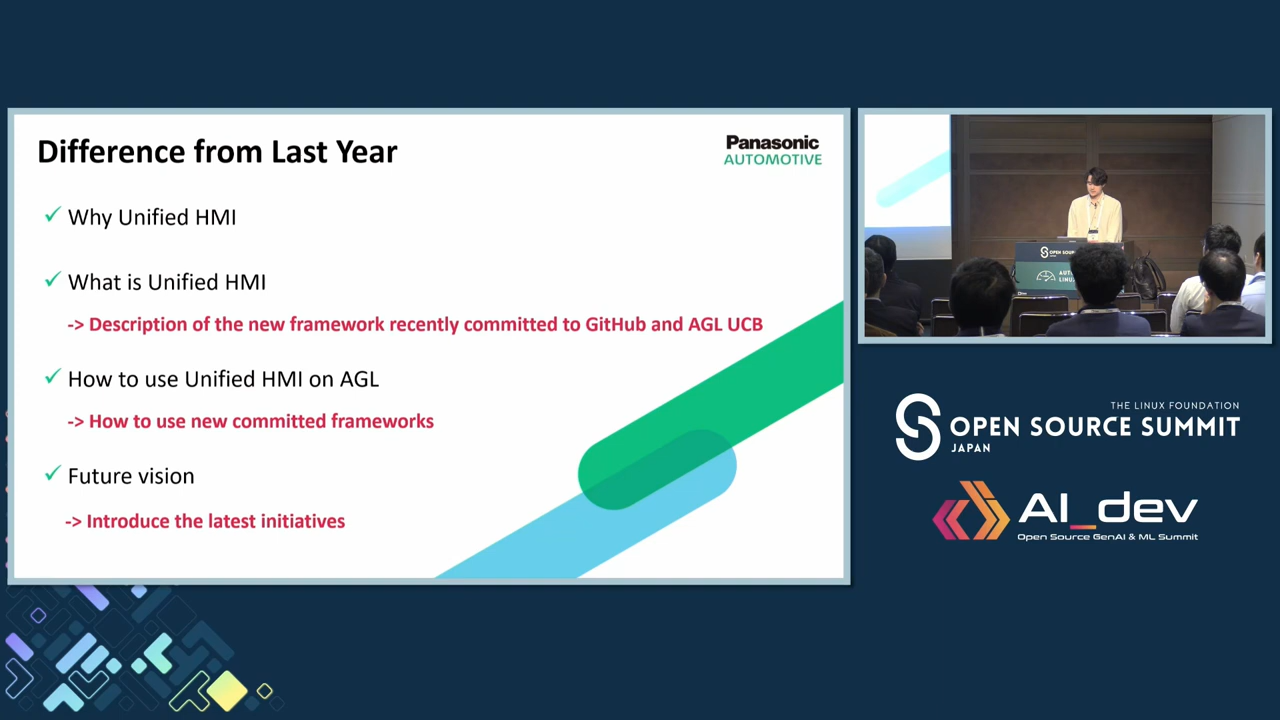 Difference from Last Year
Panasonic
AUTOMOTIVE
✓ Why Unified HMI
✓ What is Unified HMI
-> Description of the new framework recently committed to GitHub and AGL UCB
✓ How to use Unified HMI on AGL
-> How to use new committed frameworks
✓ Future vision
-> Introduce the latest initiatives
OPEN SOURCE
THE LINUX FOUNDATION
OPEN SOURCE SUMMIT
JAPAN
AI_dev
Open Source GenAI & ML Summit